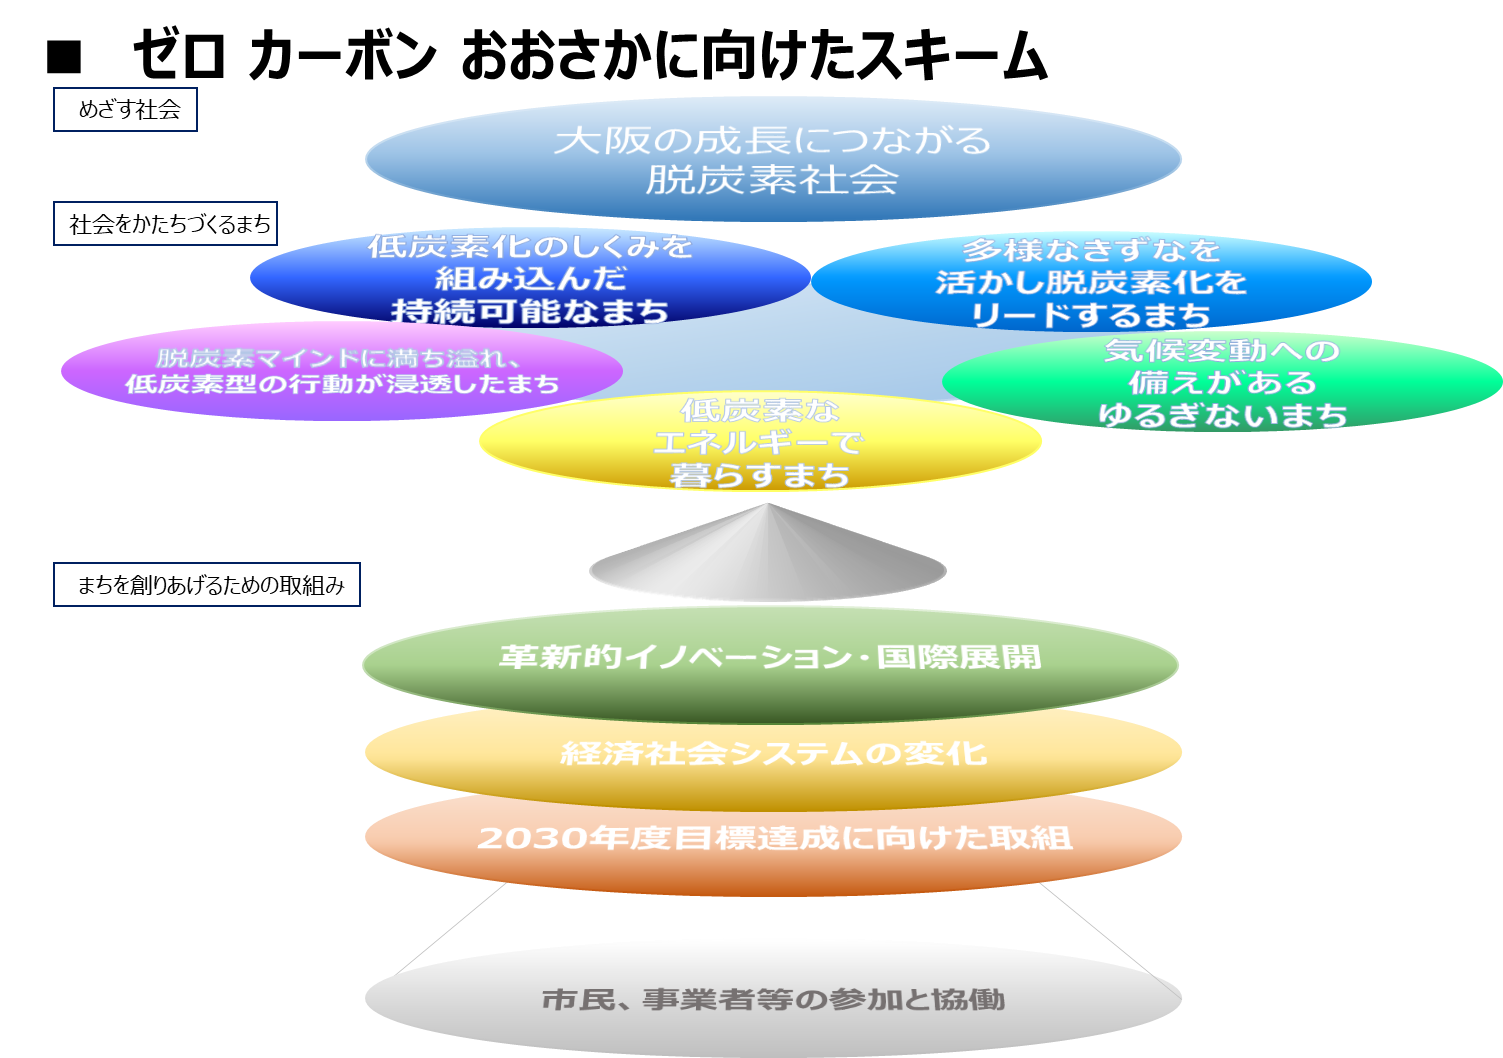 ■ ゼロ カーボン おおさかに向けたスキーム
めざす社会
大阪の成長につながる
脱炭素社会
社会をかたちづくるまち
低炭素化のしくみを
組み込んだ
持続可能なまち
多様なきずなを
活かし脱炭素化を
リードするまち
脱炭素マインドに満ち溢れ、
低炭素型の行動が浸透したまち
気候変動への
備えがある
ゆるぎないまち
低炭素な
エネルギーで
暮らすまち
まちを創りあげるための取組み
革新的イノベーション・国際展開
経済社会システムの変化
2030年度目標達成に向けた取組
市民、事業者等の参加と協働